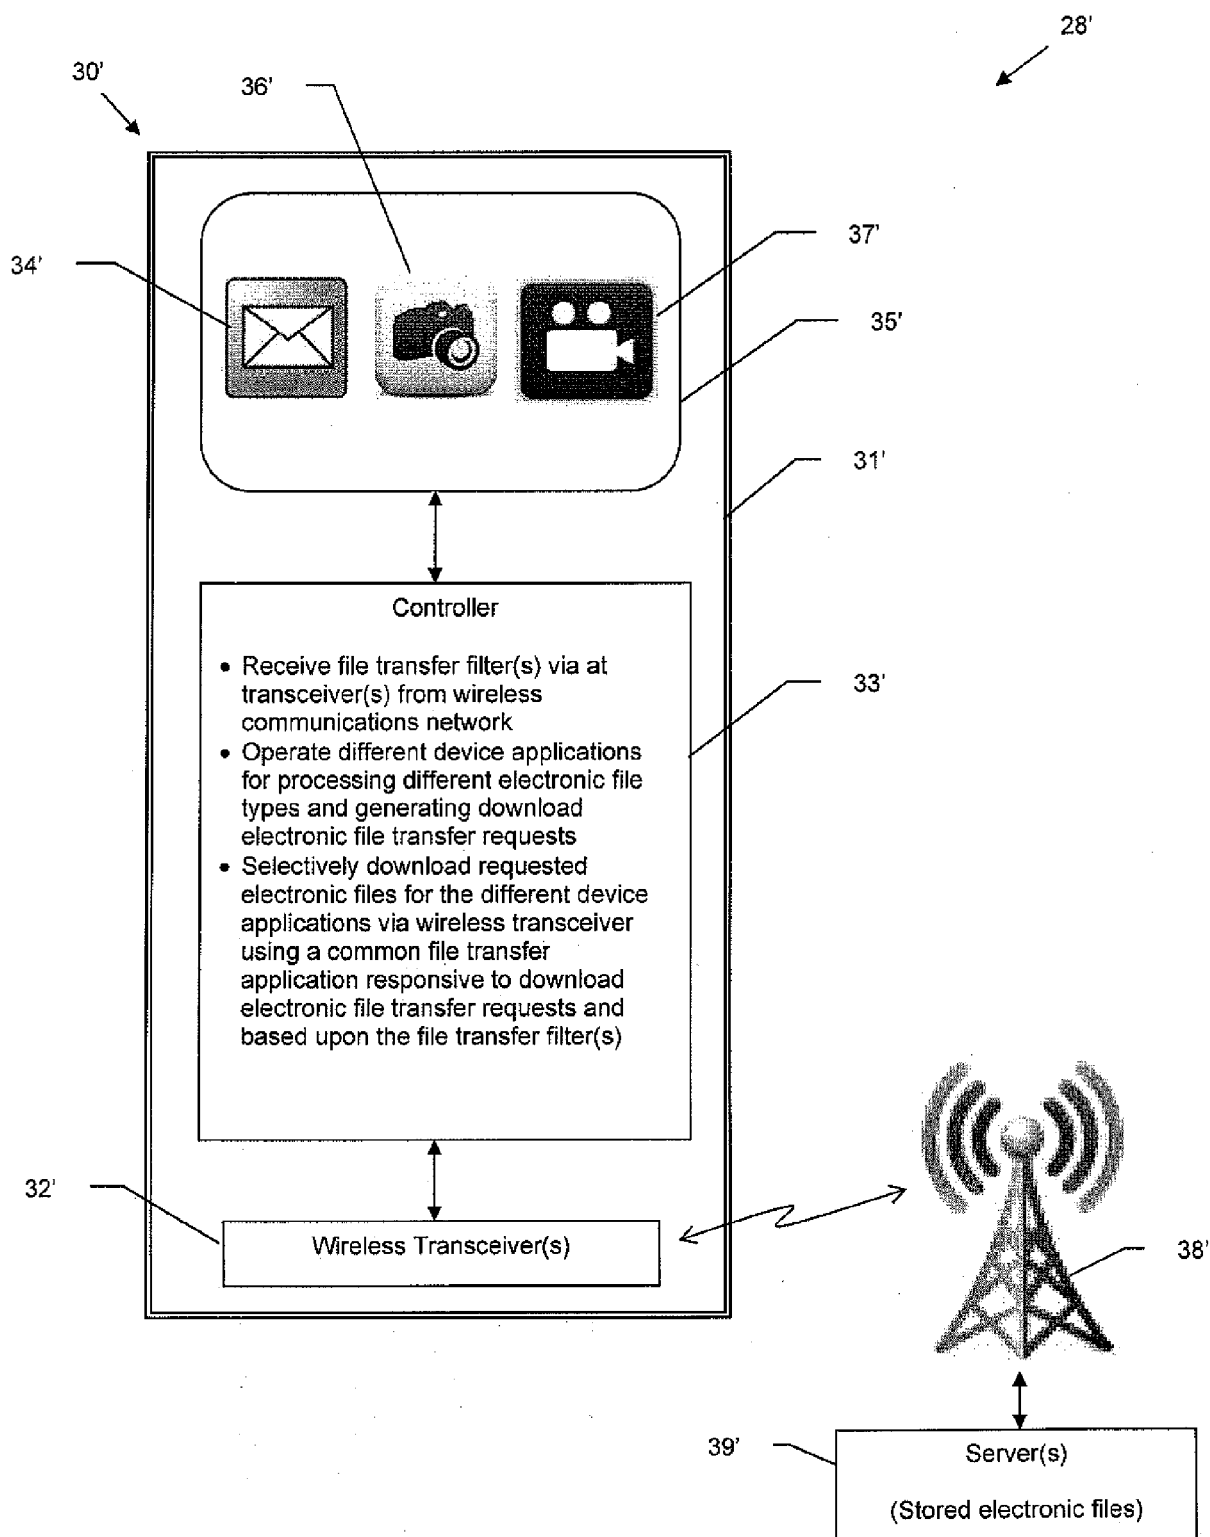 28'
30'
36'
37'
34'
35'
31'
Controller
• Receive file transfer filter(s) via at
transceiver(s) from wireless
communications network
• Operate different device applications
for processing different electronic file
types and generating download
electronic file transfer requests
• Selectively download requested
electronic files for the different device
applications via wireless transceiver
using a common file transfer
application responsive to download
electronic file transfer requests and
based upon the file transfer filter(s)
33'
32'
Wireless Transceiver(s)
38'
39'
Server(s)
(Stored electronic files)